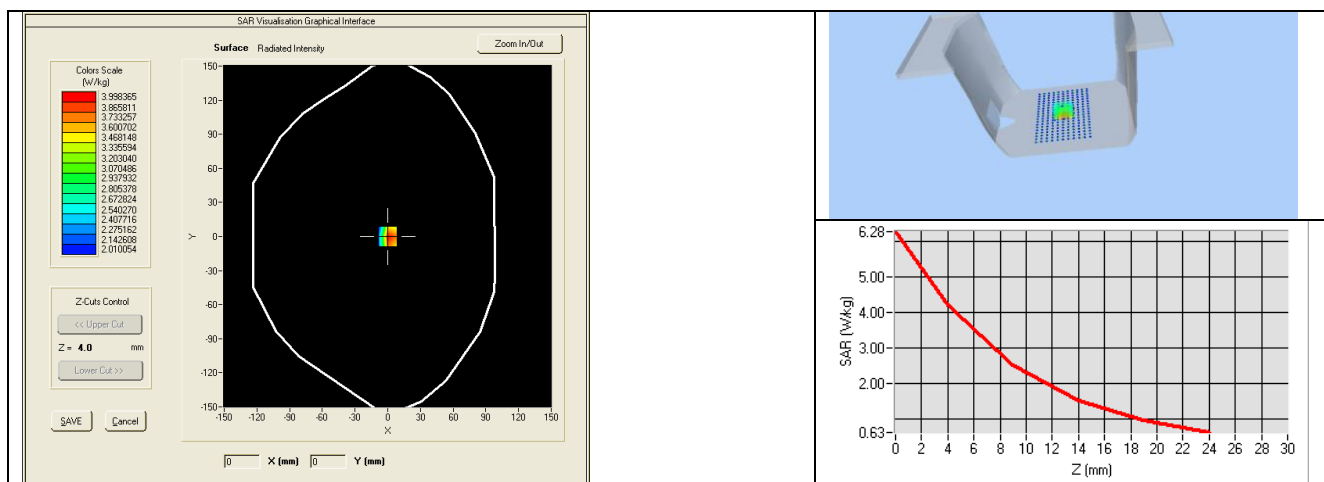 SAR Visualisation Graphical Interface
Surface Radiated Intensity
Zoom In/Out
Colors Scale
(W/kg)
3.998365
3.865811
3.733257
3.600702
3.468148
3.335594
3.203040
3.070486
2.937932
2.805378
2.672824
2.540270
2.407716
2.275162
2.142608
2.010054
Z-Cuts Control
<< Upper Cut
Z = 4.0 mm
Lower Cut >>
SAVE Cancel
150
120
90
60
30
0
-30
-60
-90
-120
-150
Y
-150 -120 -90 -60 -30 0 30 60 90 120 150
X
0 X (mm) 0 Y (mm)
6.28
5.00
4.00
3.00
2.00
0.63
SAR (W/kg)
0 2 4 6 8 10 12 14 16 18 20 22 24 26 28 30
Z (mm)